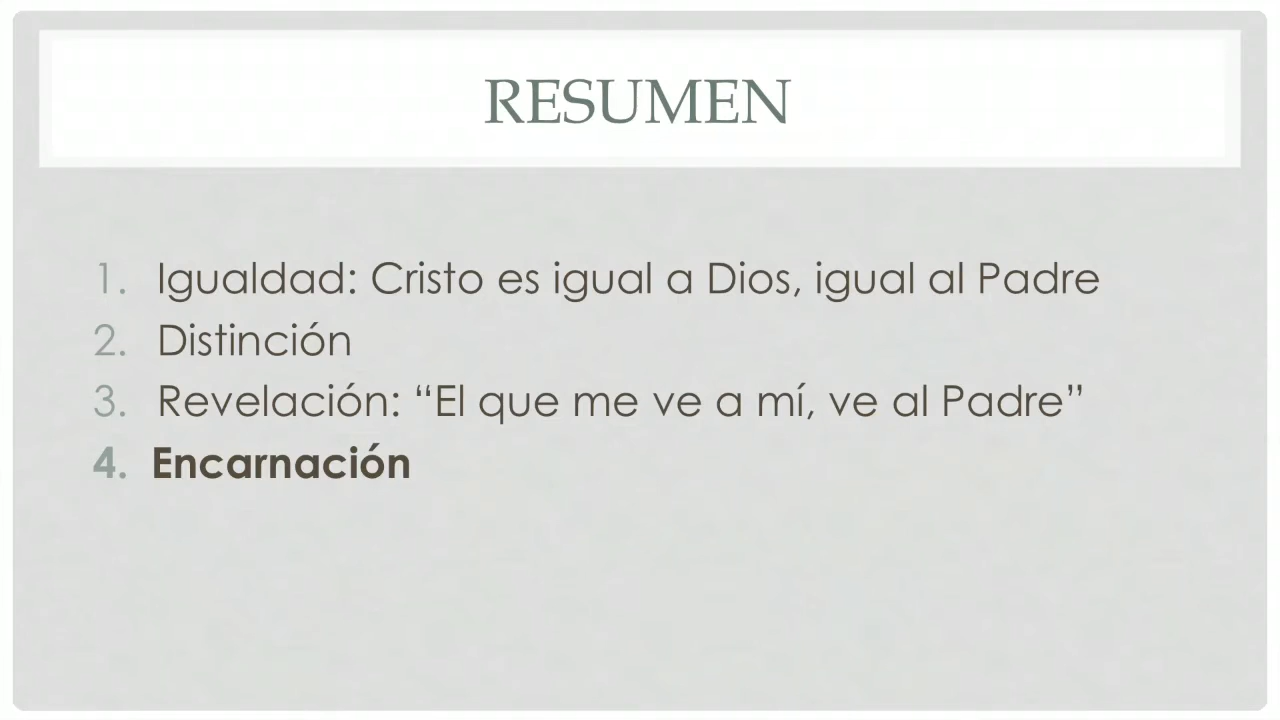 RESUMEN
1. Igualdad: Cristo es igual a Dios, igual al Padre
2. Distinción
3. Revelación: “El que me ve a mí, ve al Padre”
4. Encarnación